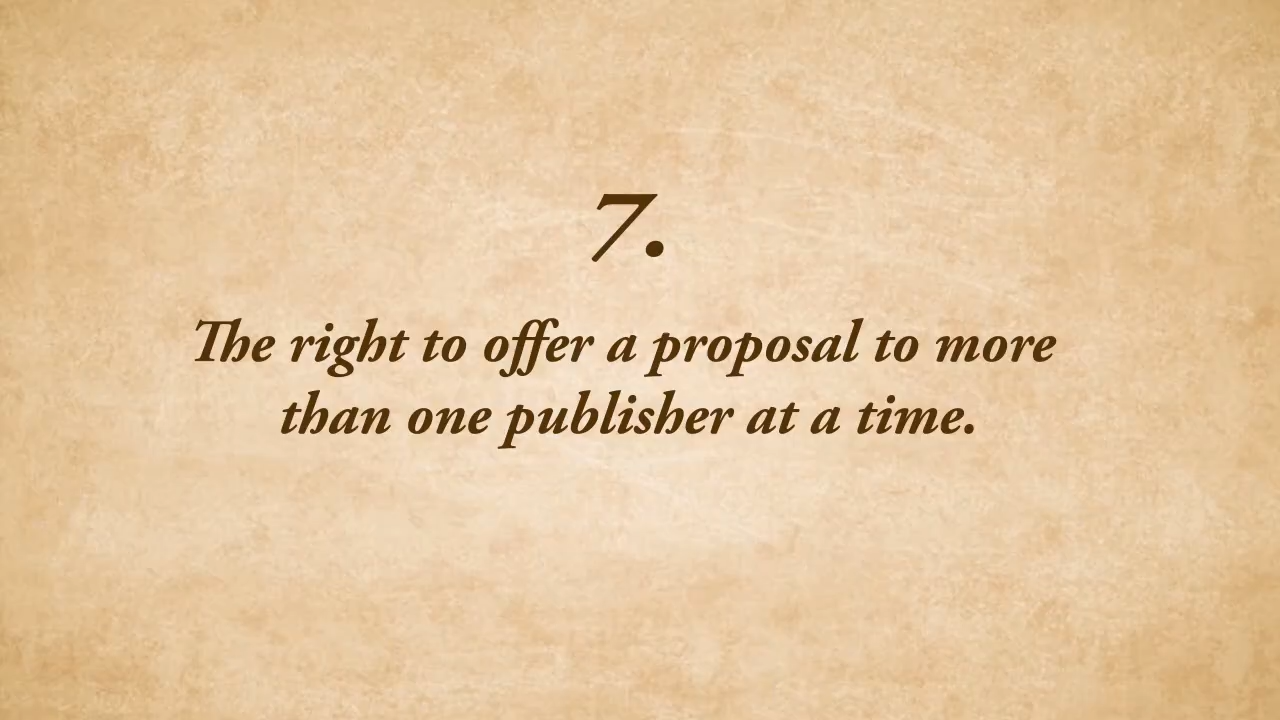 7.
The right to offer a proposal to more
than one publisher at a time.